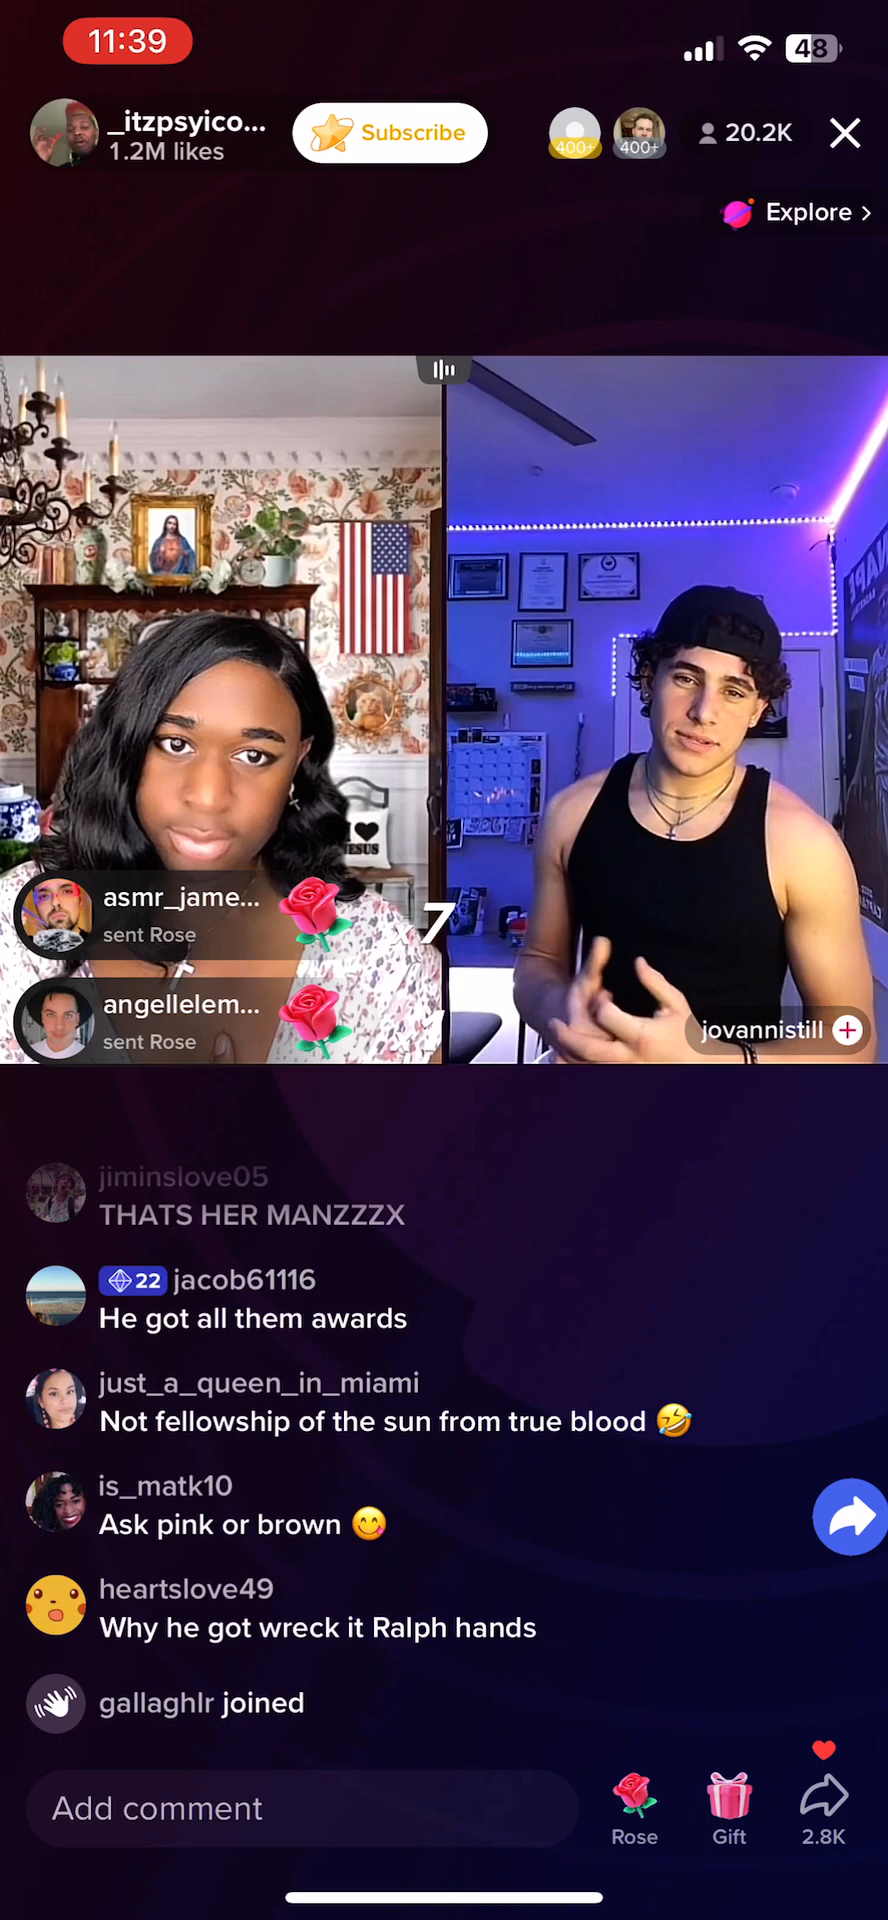 11:39
48
_itzpsyico...
1.2M likes
Subscribe
400+
400+
20.2K
Explore
JESUS
asmr_jame...
sent Rose
x7
angellelem...
sent Rose
jovannistill
jiminslove05
THATS HER MANZZZX
22 jacob61116
He got all them awards
just_a_queen_in_miami
Not fellowship of the sun from true blood 🤣
is_matk10
Ask pink or brown 😋
heartslove49
Why he got wreck it Ralph hands
gallaghlr joined
Add comment
Rose
Gift
2.8K